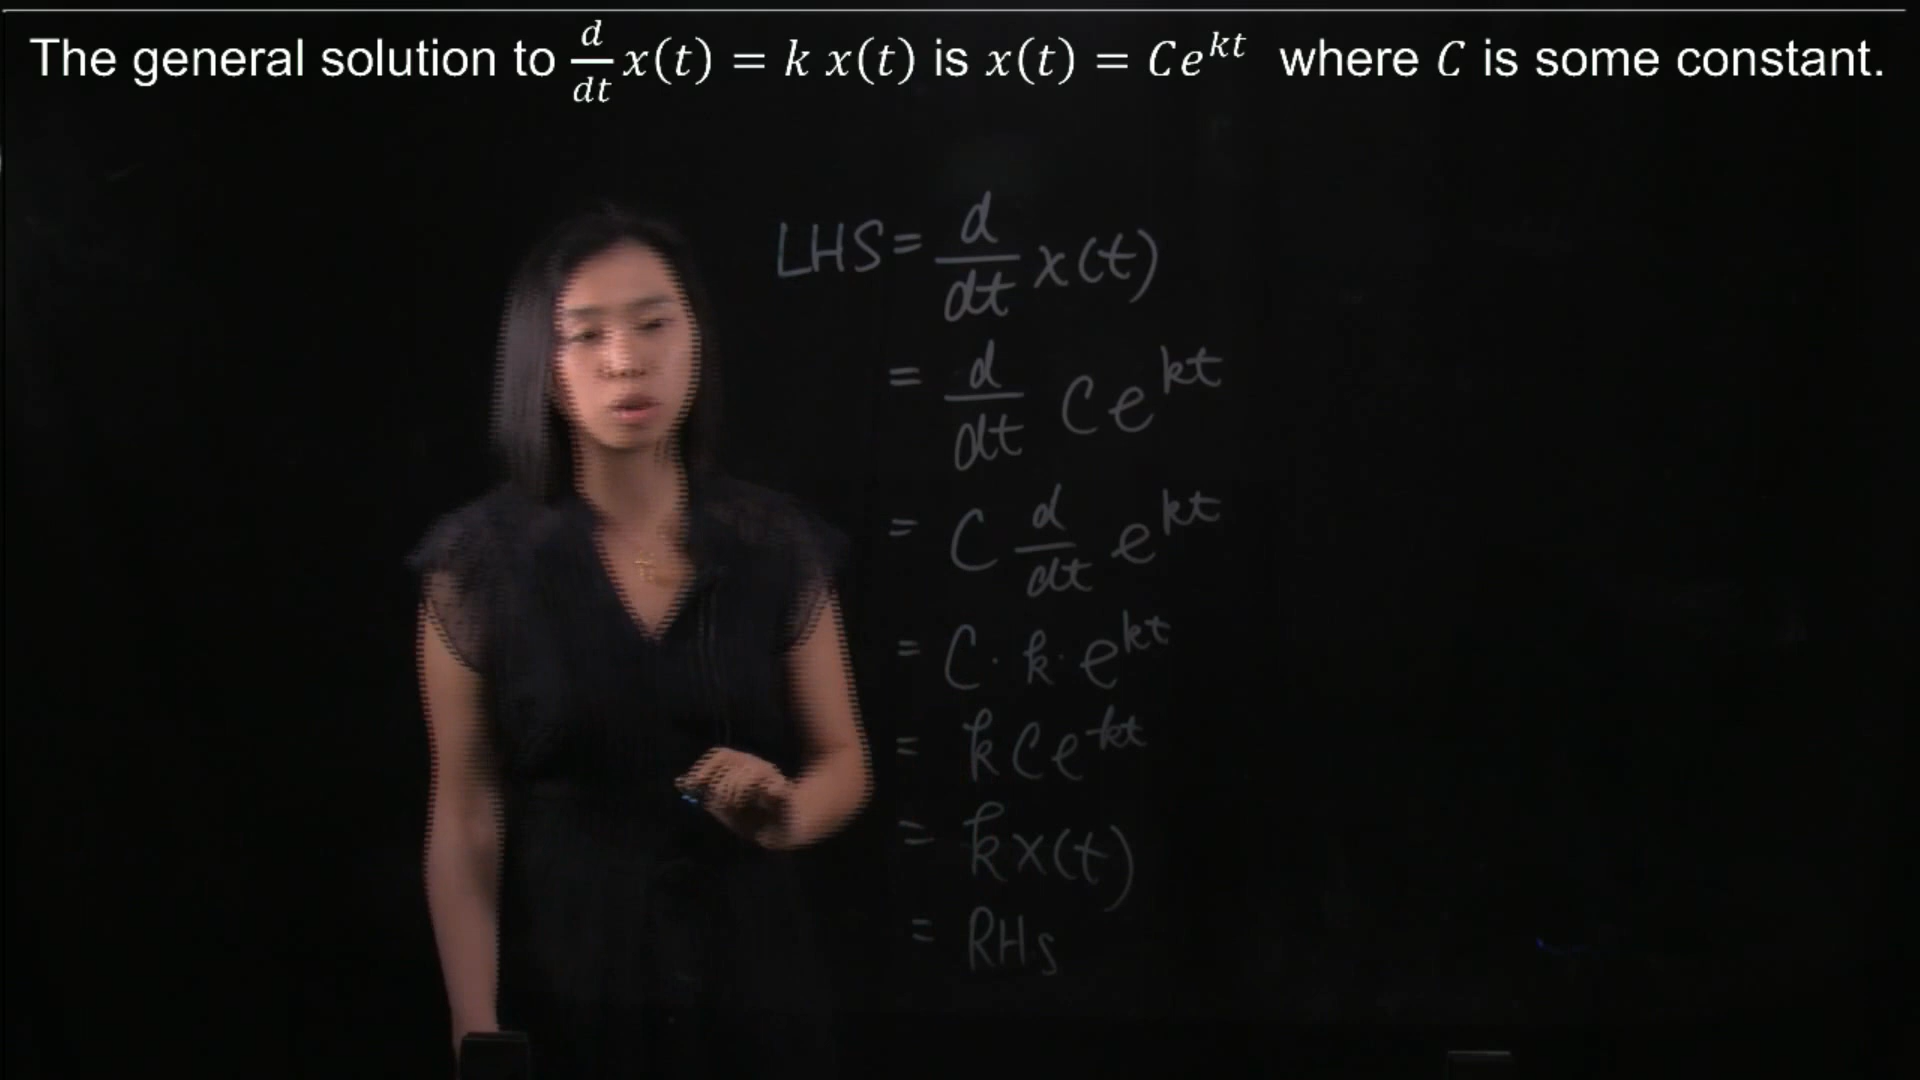 The general solution to d/dt x(t) = k x(t) is x(t) = Ce^{kt} where C is some constant.
LHS = d/dt x(t)
= d/dt Ce^{kt}
= C d/dt e^{kt}
= C · k · e^{kt}
= kCe^{kt}
= kx(t)
= RHS